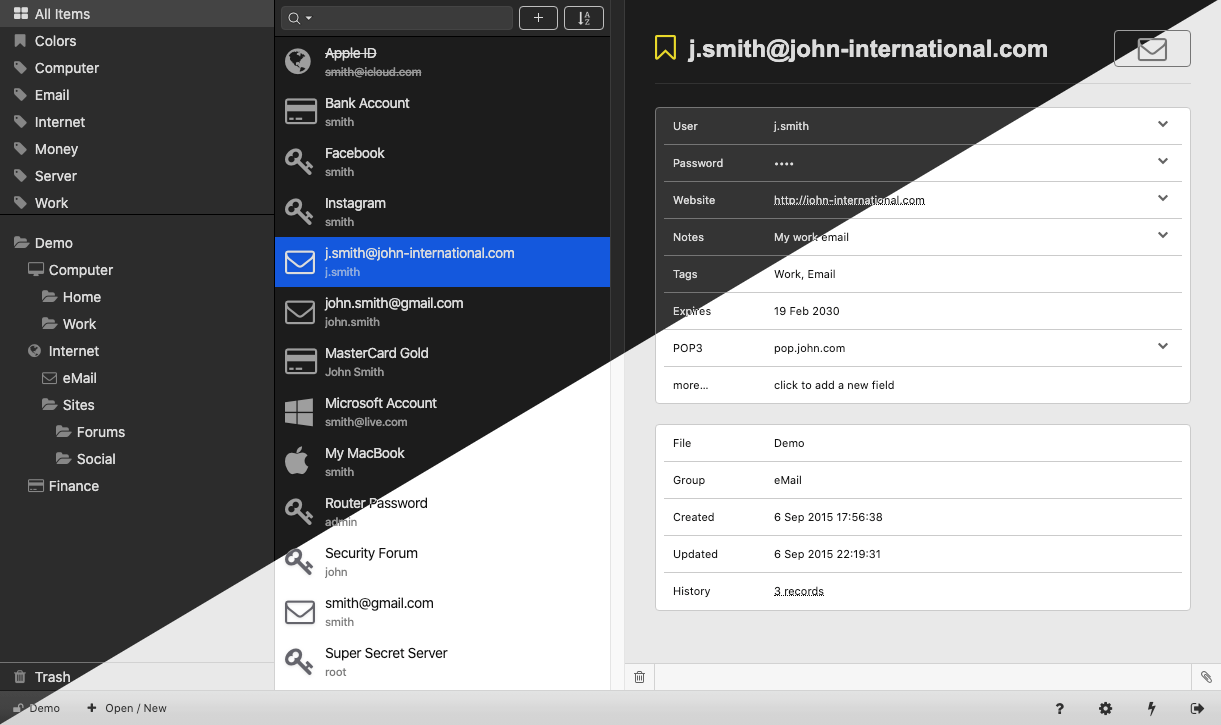 All Items
Colors
Computer
Email
Internet
Money
Server
Work
Demo
Computer
Home
Work
Internet
eMail
Sites
Forums
Social
Finance
Trash
Demo
Open / New
+
A
Z
Apple ID
smith@icloud.com
Bank Account
smith
Facebook
smith
Instagram
smith
j.smith@john-international.com
j.smith
john.smith@gmail.com
john.smith
MasterCard Gold
John Smith
Microsoft Account
smith@live.com
My MacBook
smith
Router Password
admin
Security Forum
john
smith@gmail.com
smith
Super Secret Server
root
j.smith@john-international.com
User j.smith
Password ••••
Website http://john-international.com
Notes My work email
Tags Work, Email
Expires 19 Feb 2030
POP3 pop.john.com
more... click to add a new field
File Demo
Group eMail
Created 6 Sep 2015 17:56:38
Updated 6 Sep 2015 22:19:31
History 3 records
?